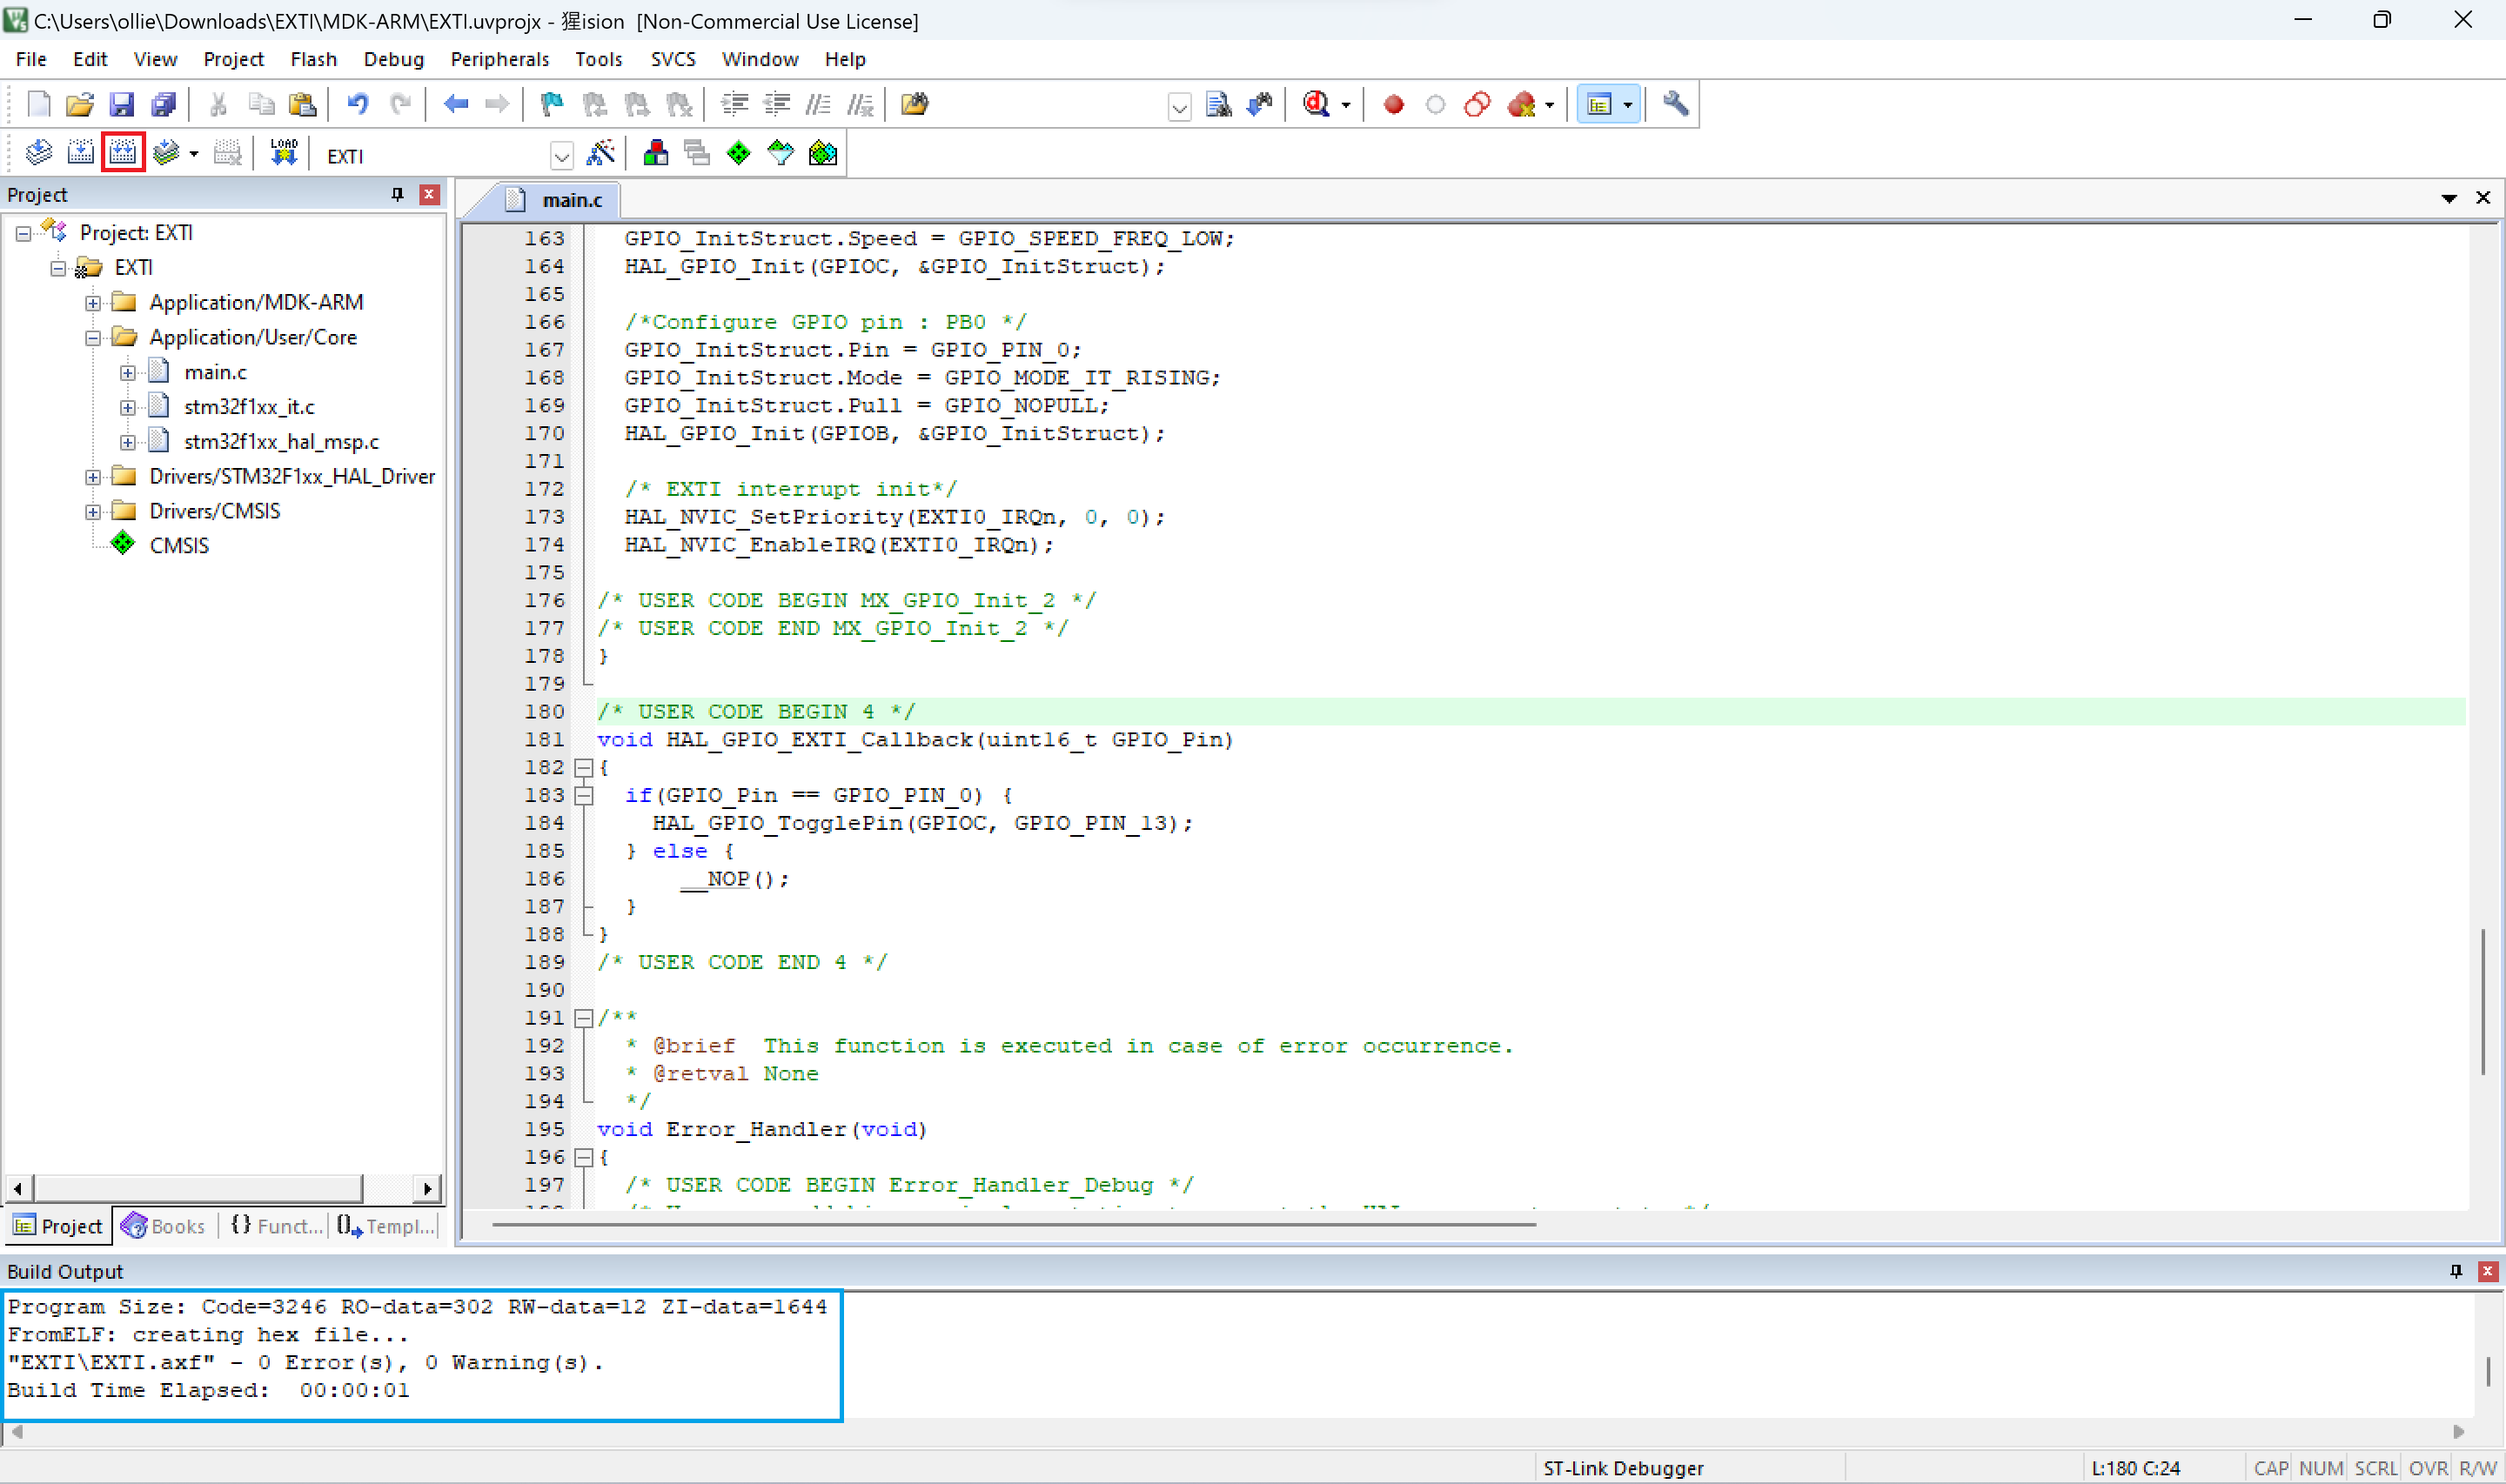 C:\Users\ollie\Downloads\EXTI\MDK-ARM\EXTI.uvprojx - 猩ision  [Non-Commercial Use License]
File Edit View Project Flash Debug Peripherals Tools SVCS Window Help
LOAD EXTI
Project
Project: EXTI
EXTI
Application/MDK-ARM
Application/User/Core
main.c
stm32f1xx_it.c
stm32f1xx_hal_msp.c
Drivers/STM32F1xx_HAL_Driver
Drivers/CMSIS
CMSIS
Project Books {} Funct... Templ...
main.c
163   GPIO_InitStruct.Speed = GPIO_SPEED_FREQ_LOW;
164   HAL_GPIO_Init(GPIOC, &GPIO_InitStruct);
165
166   /*Configure GPIO pin : PB0 */
167   GPIO_InitStruct.Pin = GPIO_PIN_0;
168   GPIO_InitStruct.Mode = GPIO_MODE_IT_RISING;
169   GPIO_InitStruct.Pull = GPIO_NOPULL;
170   HAL_GPIO_Init(GPIOB, &GPIO_InitStruct);
171
172   /* EXTI interrupt init*/
173   HAL_NVIC_SetPriority(EXTI0_IRQn, 0, 0);
174   HAL_NVIC_EnableIRQ(EXTI0_IRQn);
175
176 /* USER CODE BEGIN MX_GPIO_Init_2 */
177 /* USER CODE END MX_GPIO_Init_2 */
178 }
179
180 /* USER CODE BEGIN 4 */
181 void HAL_GPIO_EXTI_Callback(uint16_t GPIO_Pin)
182 {
183   if(GPIO_Pin == GPIO_PIN_0) {
184     HAL_GPIO_TogglePin(GPIOC, GPIO_PIN_13);
185   } else {
186       __NOP();
187   }
188 }
189 /* USER CODE END 4 */
190
191 /**
192   * @brief  This function is executed in case of error occurrence.
193   * @retval None
194   */
195 void Error_Handler(void)
196 {
197   /* USER CODE BEGIN Error_Handler_Debug */
Build Output
Program Size: Code=3246 RO-data=302 RW-data=12 ZI-data=1644
FromELF: creating hex file...
"EXTI\EXTI.axf" - 0 Error(s), 0 Warning(s).
Build Time Elapsed:  00:00:01
ST-Link Debugger L:180 C:24 CAP NUM SCRL OVR R/W